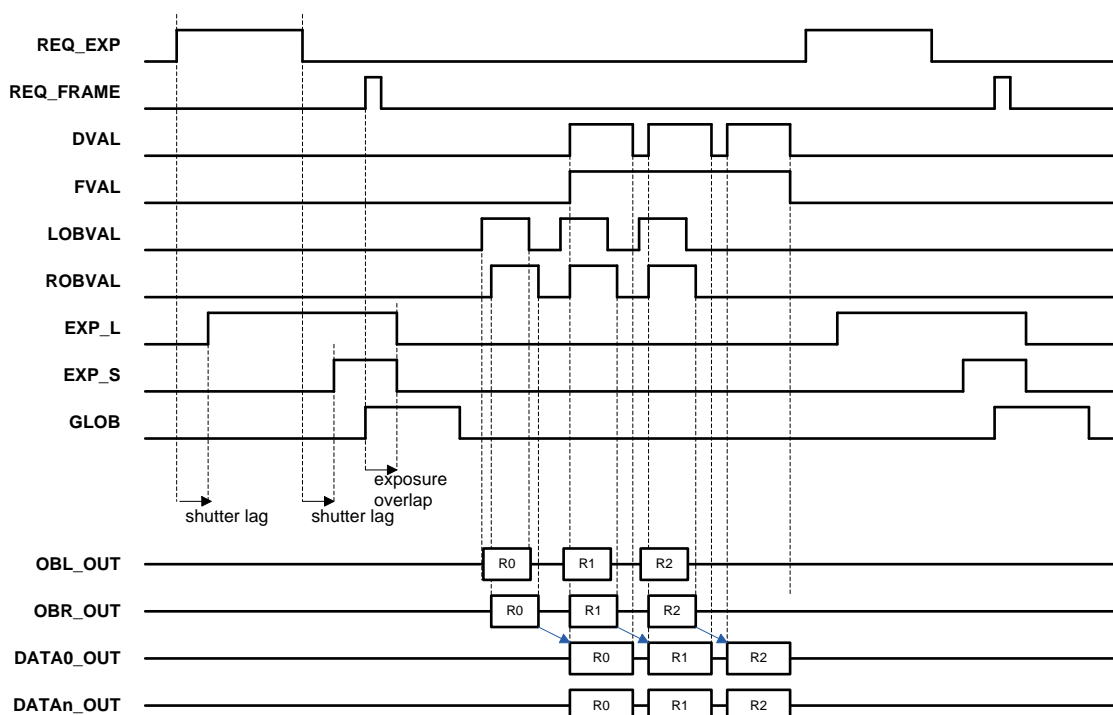 REQ_EXP
REQ_FRAME
DVAL
FVAL
LOBVAL
ROBVAL
EXP_L
EXP_S
GLOB
exposure
overlap
shutter lag
shutter lag
OBL_OUT
R0
R1
R2
OBR_OUT
R0
R1
R2
DATA0_OUT
R0
R1
R2
DATAn_OUT
R0
R1
R2